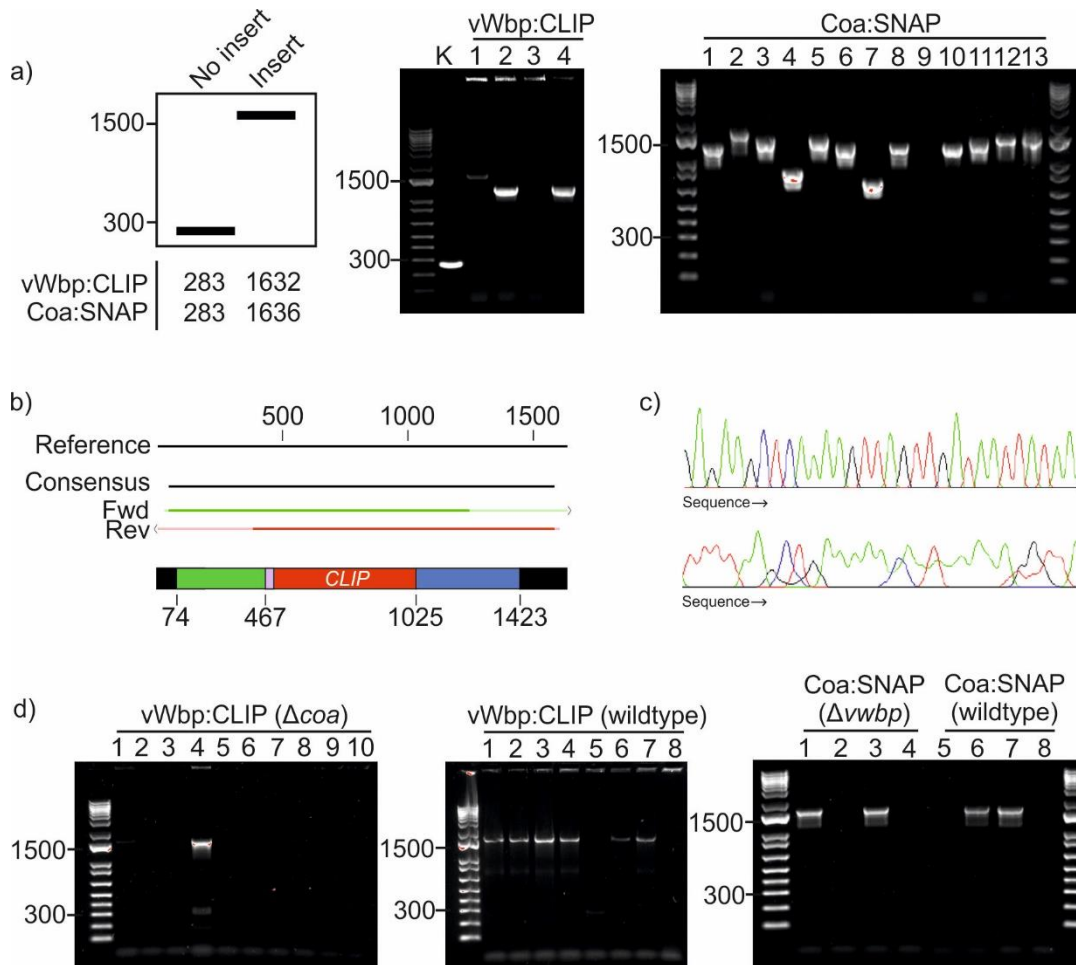 a)
No insert
Insert
1500
300
vWbp:CLIP 283 1632
Coa:SNAP 283 1636
vWbp:CLIP
K 1 2 3 4
1500
300
Coa:SNAP
1 2 3 4 5 6 7 8 9 10 11 12 13
1500
300
b)
500 1000 1500
Reference
Consensus
Fwd
Rev
CLIP
74 467 1025 1423
c)
Sequence→
Sequence→
d)
vWbp:CLIP (Δcoa)
1 2 3 4 5 6 7 8 9 10
1500
300
vWbp:CLIP (wildtype)
1 2 3 4 5 6 7 8
1500
300
Coa:SNAP
(Δvwbp)
1 2 3 4
Coa:SNAP
(wildtype)
5 6 7 8
1500
300